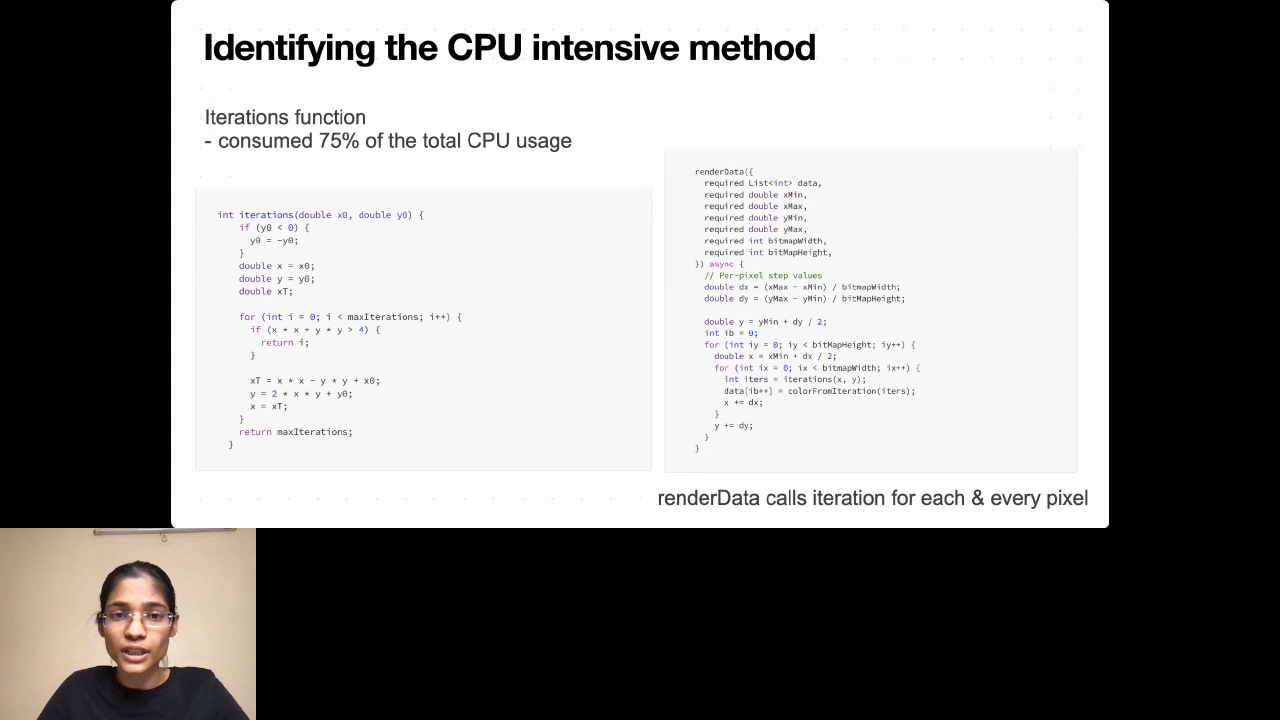 Identifying the CPU intensive method
Iterations function
- consumed 75% of the total CPU usage
int iterations(double x0, double y0) {
if (y0 < 0) {
y0 = -y0;
}
double x = x0;
double y = y0;
double xT;
for (int i = 0; i < maxIterations; i++) {
if (x * x + y * y > 4) {
return i;
}
xT = x * x - y * y + x0;
y = 2 * x * y + y0;
x = xT;
}
return maxIterations;
}
renderData({
required List<int> data,
required double xMin,
required double xMax,
required double yMin,
required double yMax,
required int bitmapWidth,
required int bitMapHeight,
}) async {
// Per-pixel step values
double dx = (xMax - xMin) / bitmapWidth;
double dy = (yMax - yMin) / bitMapHeight;
double y = yMin + dy / 2;
int ib = 0;
for (int iy = 0; iy < bitMapHeight; iy++) {
double x = xMin + dx / 2;
for (int ix = 0; ix < bitmapWidth; ix++) {
int iters = iterations(x, y);
data[ib++] = colorFromIteration(iters);
x += dx;
}
y += dy;
}
}
renderData calls iteration for each & every pixel